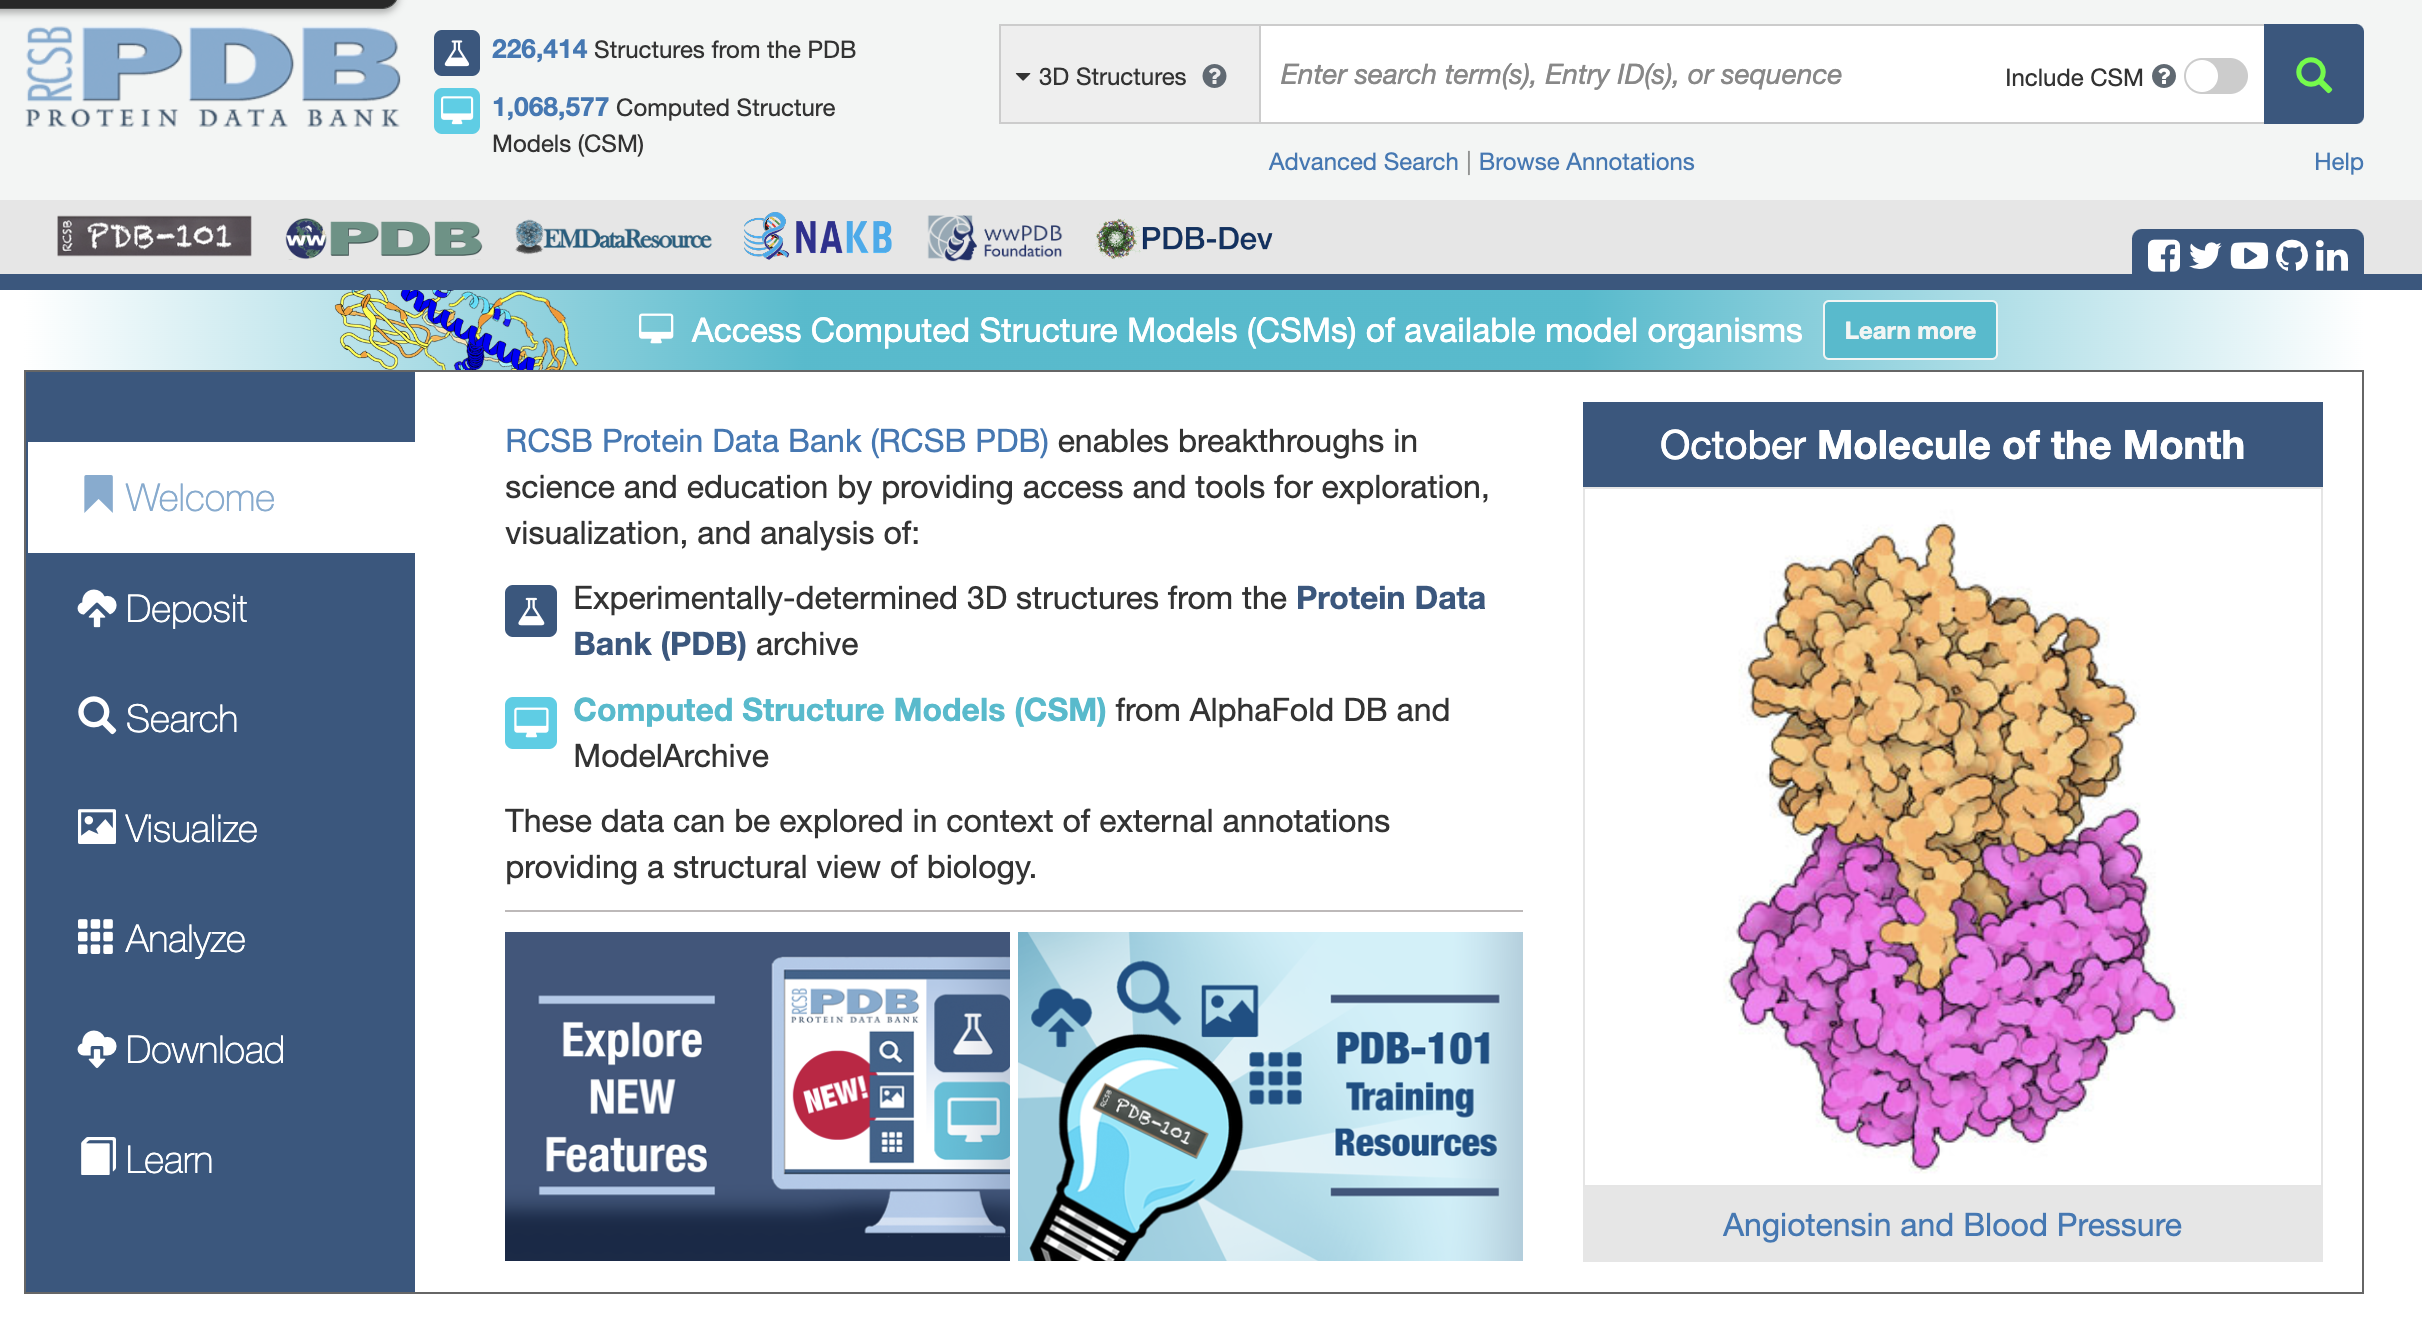 RCSB
PDB
PROTEIN DATA BANK
226,414 Structures from the PDB
1,068,577 Computed Structure
Models (CSM)
3D Structures ?
Enter search term(s), Entry ID(s), or sequence
Include CSM ?
Advanced Search | Browse Annotations
Help
RCSB PDB-101
wwPDB
EMDataResource
NAKB
wwPDB
Foundation
PDB-Dev
Access Computed Structure Models (CSMs) of available model organisms
Learn more
Welcome
Deposit
Search
Visualize
Analyze
Download
Learn
RCSB Protein Data Bank (RCSB PDB) enables breakthroughs in
science and education by providing access and tools for exploration,
visualization, and analysis of:
Experimentally-determined 3D structures from the Protein Data
Bank (PDB) archive
Computed Structure Models (CSM) from AlphaFold DB and
ModelArchive
These data can be explored in context of external annotations
providing a structural view of biology.
Explore
NEW
Features
RCSB
PDB
PROTEIN DATA BANK
NEW!
RCSB PDB-101
PDB-101
Training
Resources
October Molecule of the Month
Angiotensin and Blood Pressure